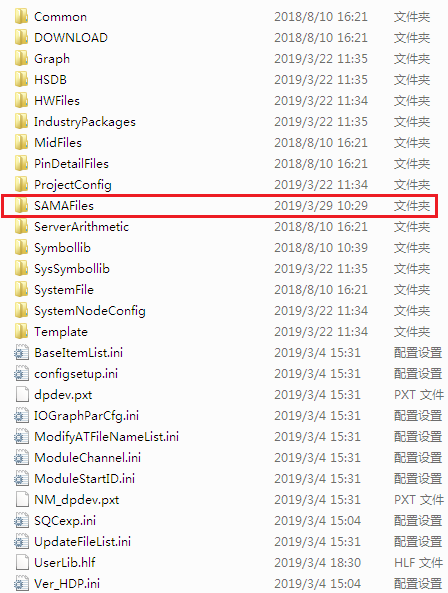 Common 2018/8/10 16:21 文件夹
DOWNLOAD 2018/8/10 16:21 文件夹
Graph 2019/3/22 11:35 文件夹
HSDB 2019/3/22 11:35 文件夹
HWFiles 2019/3/22 11:34 文件夹
IndustryPackages 2019/3/22 11:35 文件夹
MidFiles 2018/8/10 16:21 文件夹
PinDetailFiles 2018/8/10 16:21 文件夹
ProjectConfig 2019/3/22 11:34 文件夹
SAMAFiles 2019/3/29 10:29 文件夹
ServerArithmetic 2018/8/10 16:21 文件夹
Symbollib 2018/8/10 10:39 文件夹
SysSymbollib 2019/3/22 11:35 文件夹
SystemFile 2018/8/10 16:21 文件夹
SystemNodeConfig 2019/3/22 11:34 文件夹
Template 2019/3/22 11:34 文件夹
BaseItemList.ini 2019/3/4 15:31 配置设置
configsetup.ini 2019/3/4 15:31 配置设置
dpdev.pxt 2019/3/4 15:31 PXT 文件
IOGraphParCfg.ini 2019/3/4 15:31 配置设置
ModifyATFileNameList.ini 2019/3/4 15:31 配置设置
ModuleChannel.ini 2019/3/4 15:31 配置设置
ModuleStartID.ini 2019/3/4 15:31 配置设置
NM_dpdev.pxt 2019/3/4 15:31 PXT 文件
SQCexp.ini 2019/3/4 15:04 配置设置
UpdateFileList.ini 2019/3/4 15:31 配置设置
UserLib.hlf 2019/3/4 18:30 HLF 文件
Ver_HDP.ini 2019/3/4 15:04 配置设置